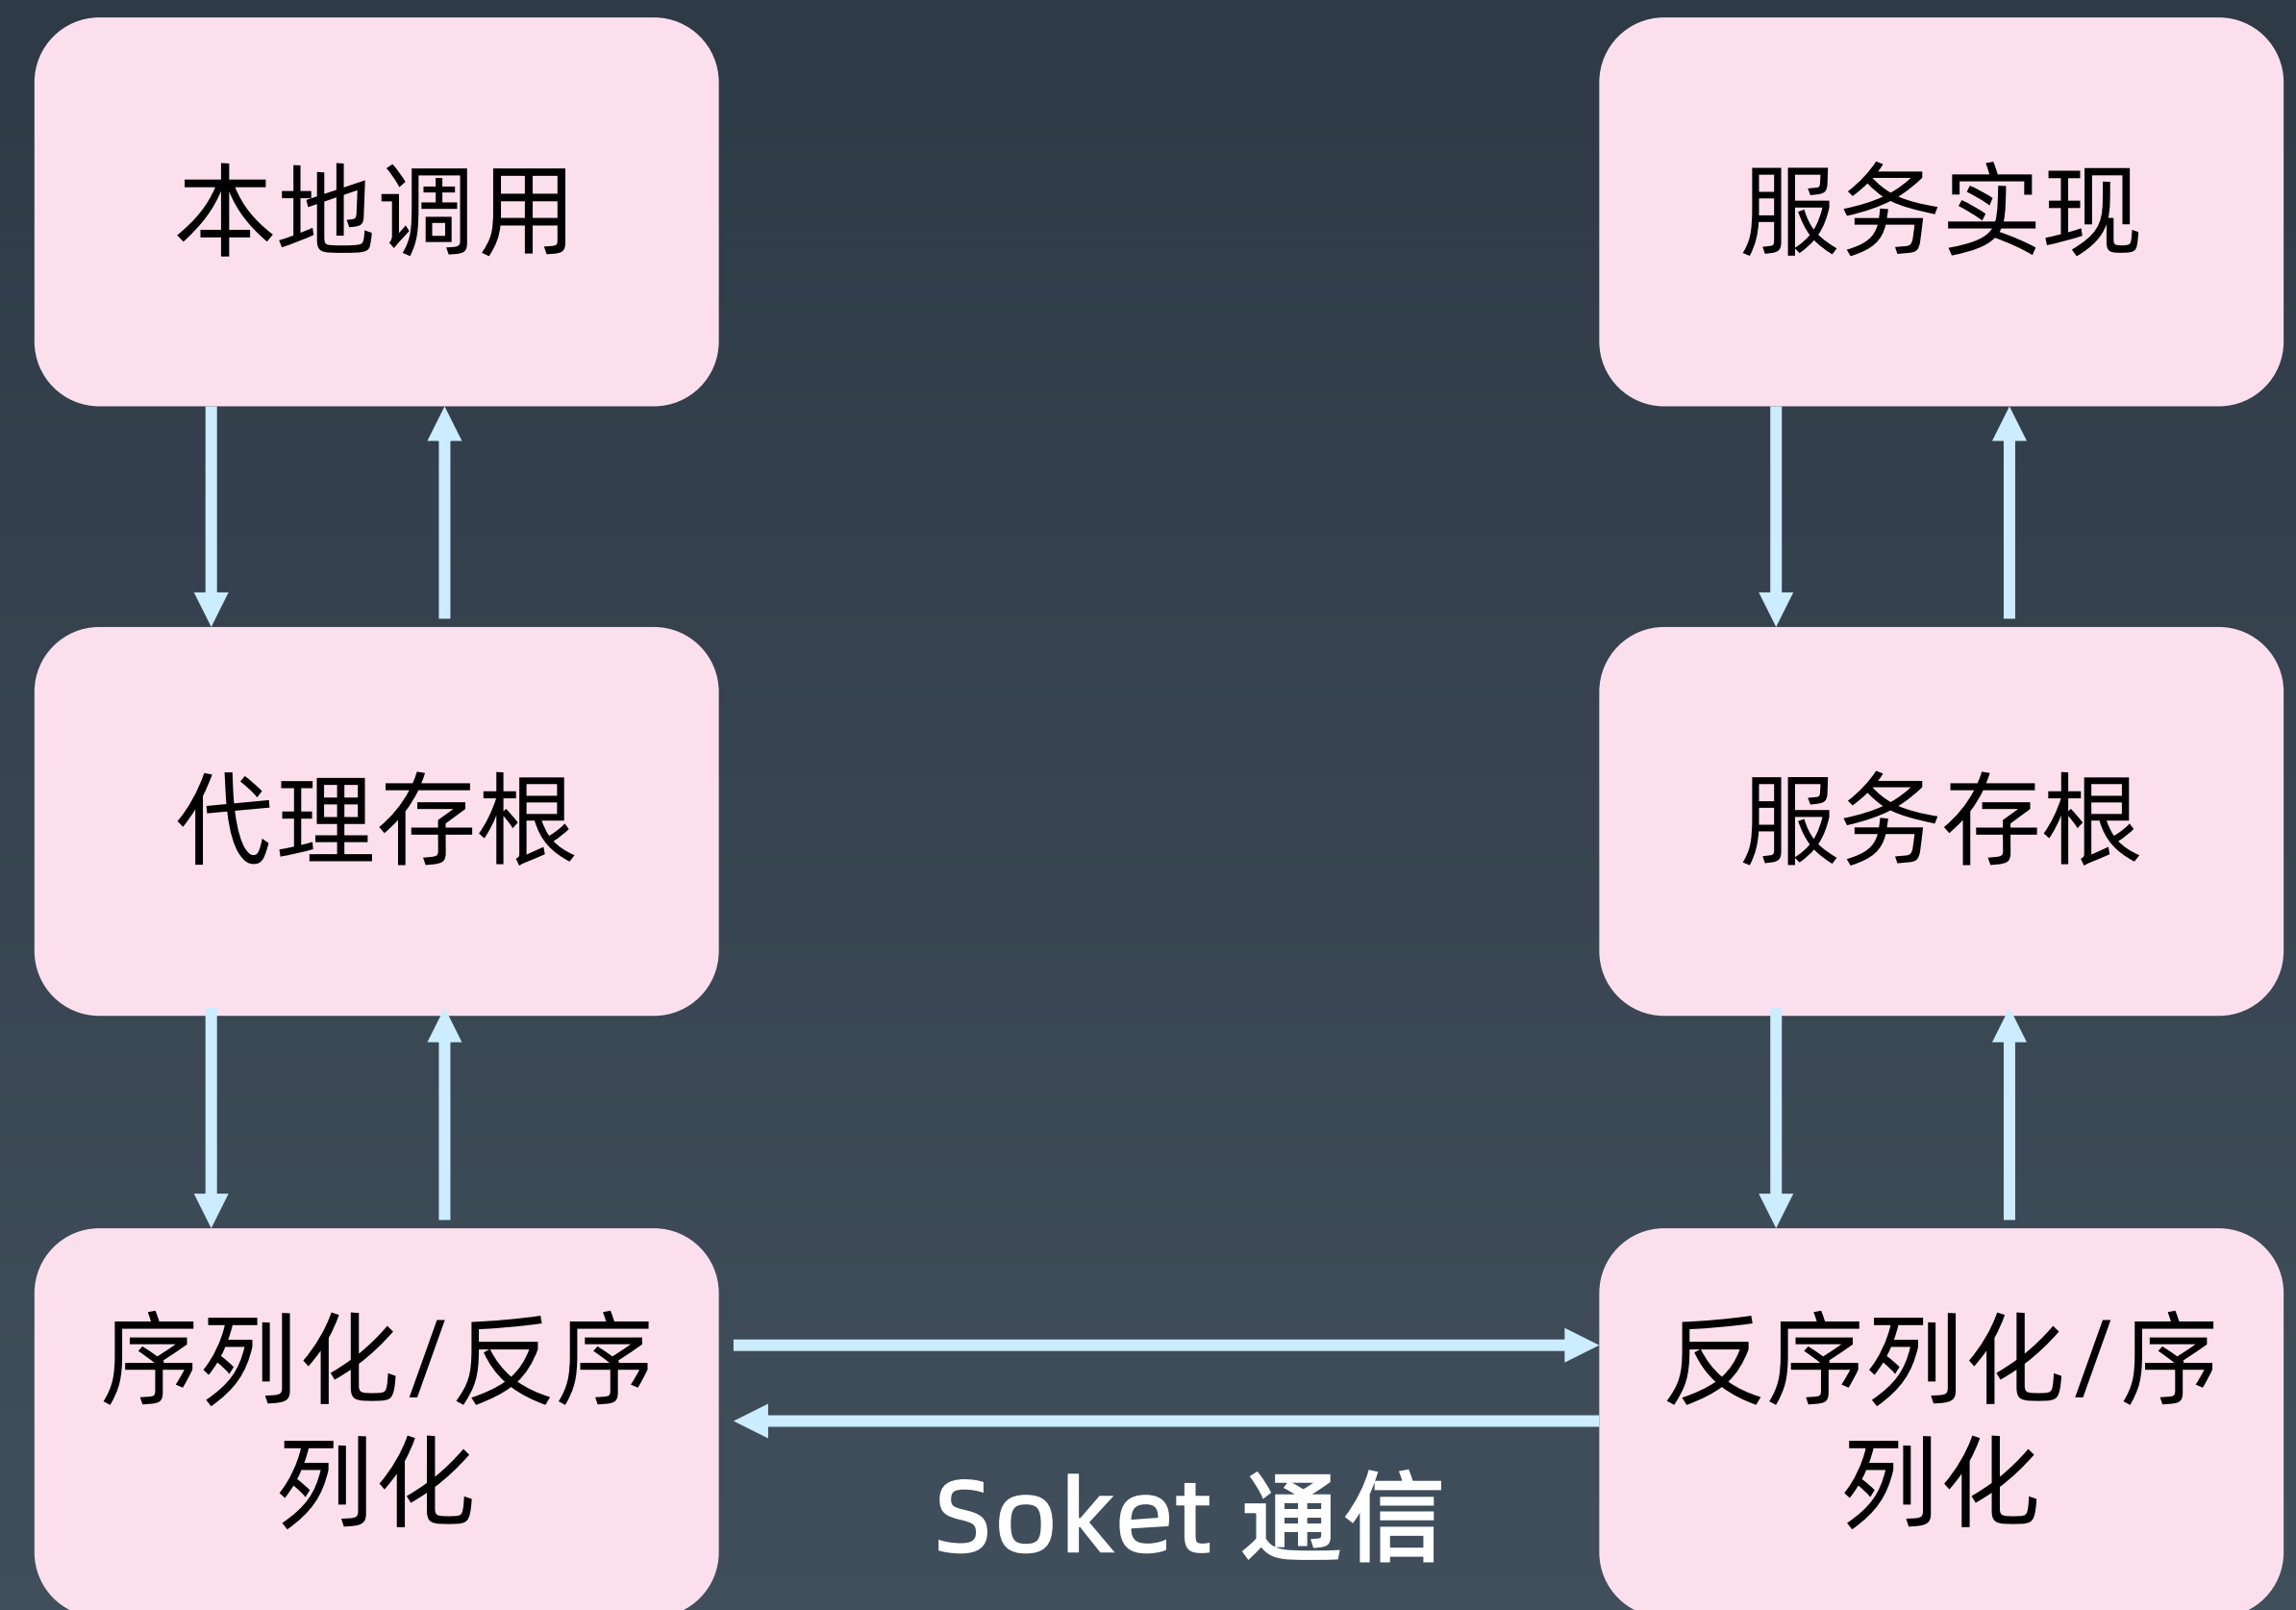 本地调用
服务实现
代理存根
服务存根
序列化/反序
列化
反序列化/序
列化
Soket 通信